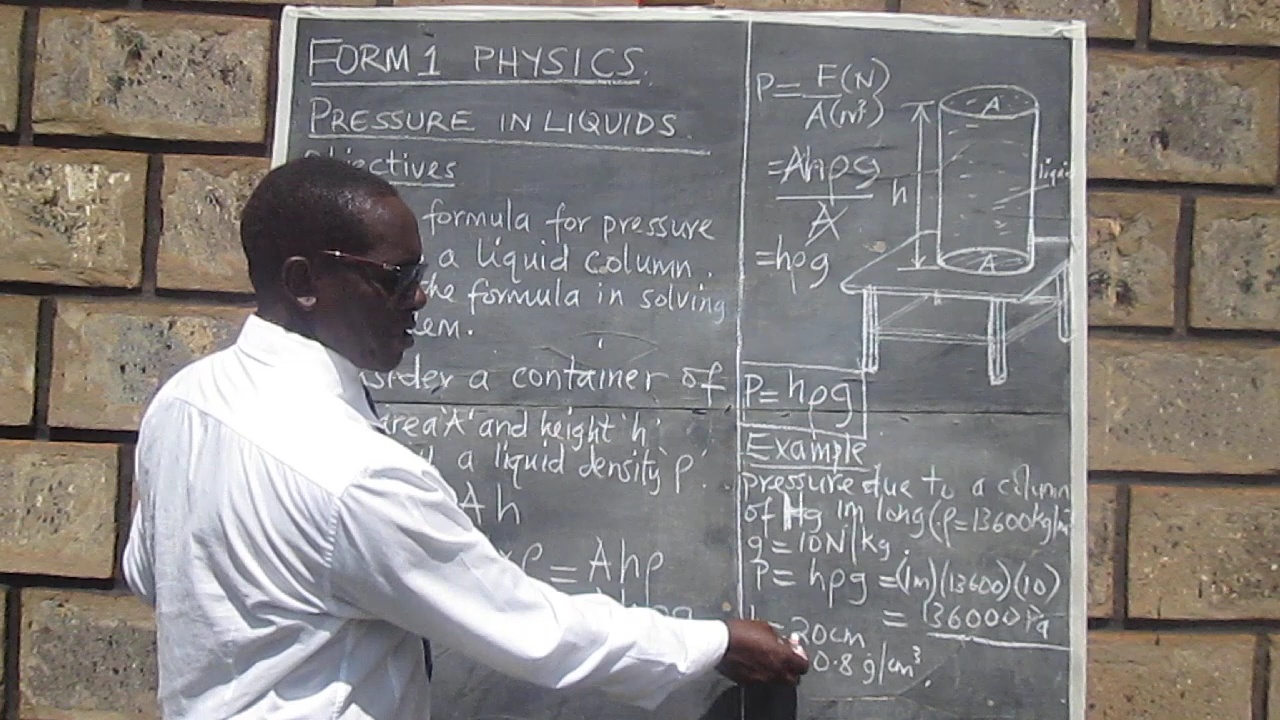 FORM 1 PHYSICS.
PRESSURE IN LIQUIDS
Objectives
formula for pressure
a liquid column.
the formula in solving
container of
area 'A' and height 'h'
a liquid density 'ρ'.
Ah
ρ = Ahρ
P = F(N)
A(m²)
= Ahρg
A
= hρg
A
h
A
P = hρg
Example
pressure due to a column
of Hg 1m long (ρ=13600kg/m
g = 10N/kg.
P = hρg = (1m)(13600)(10)
= 136000 Pa
= 20cm
0.8 g/cm³.